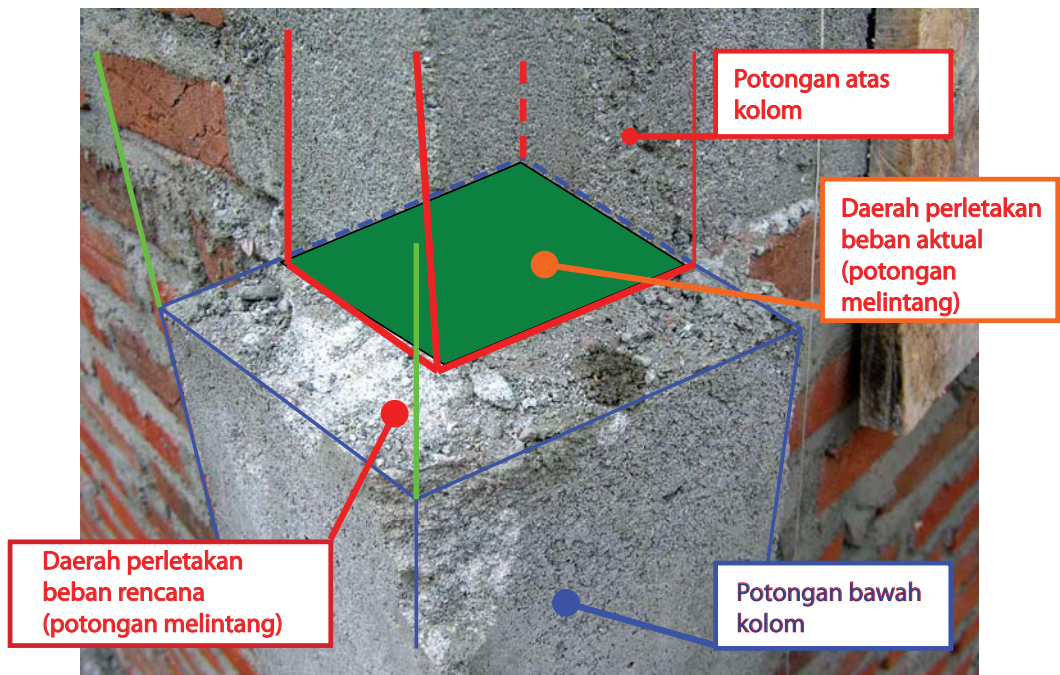 Potongan atas
kolom
Daerah perletakan
beban aktual
(potongan
melintang)
Daerah perletakan
beban rencana
(potongan melintang)
Potongan bawah
kolom